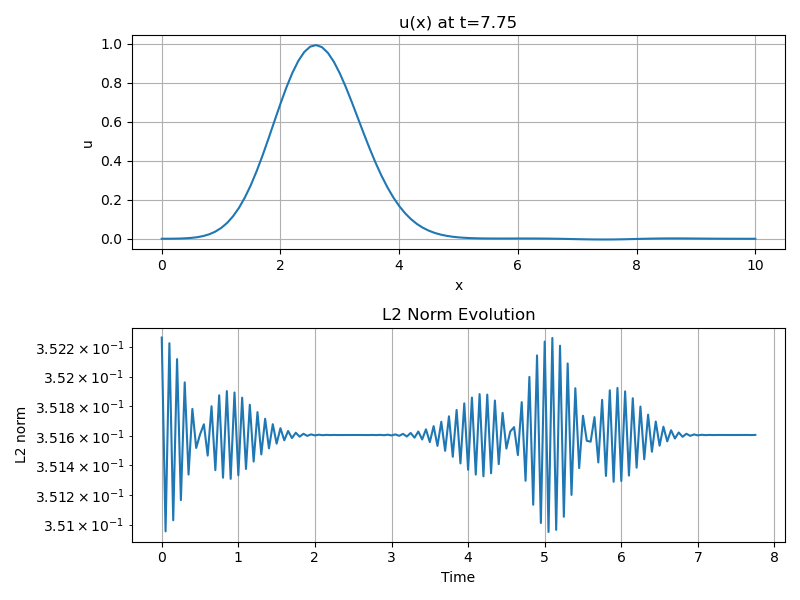 u(x) at t=7.75
1.0
0.8
0.6
0.4
0.2
0.0
u
0 2 4 6 8 10
x
L2 Norm Evolution
3.522 × 10⁻¹
3.52 × 10⁻¹
3.518 × 10⁻¹
3.516 × 10⁻¹
3.514 × 10⁻¹
3.512 × 10⁻¹
3.51 × 10⁻¹
L2 norm
0 1 2 3 4 5 6 7 8
Time